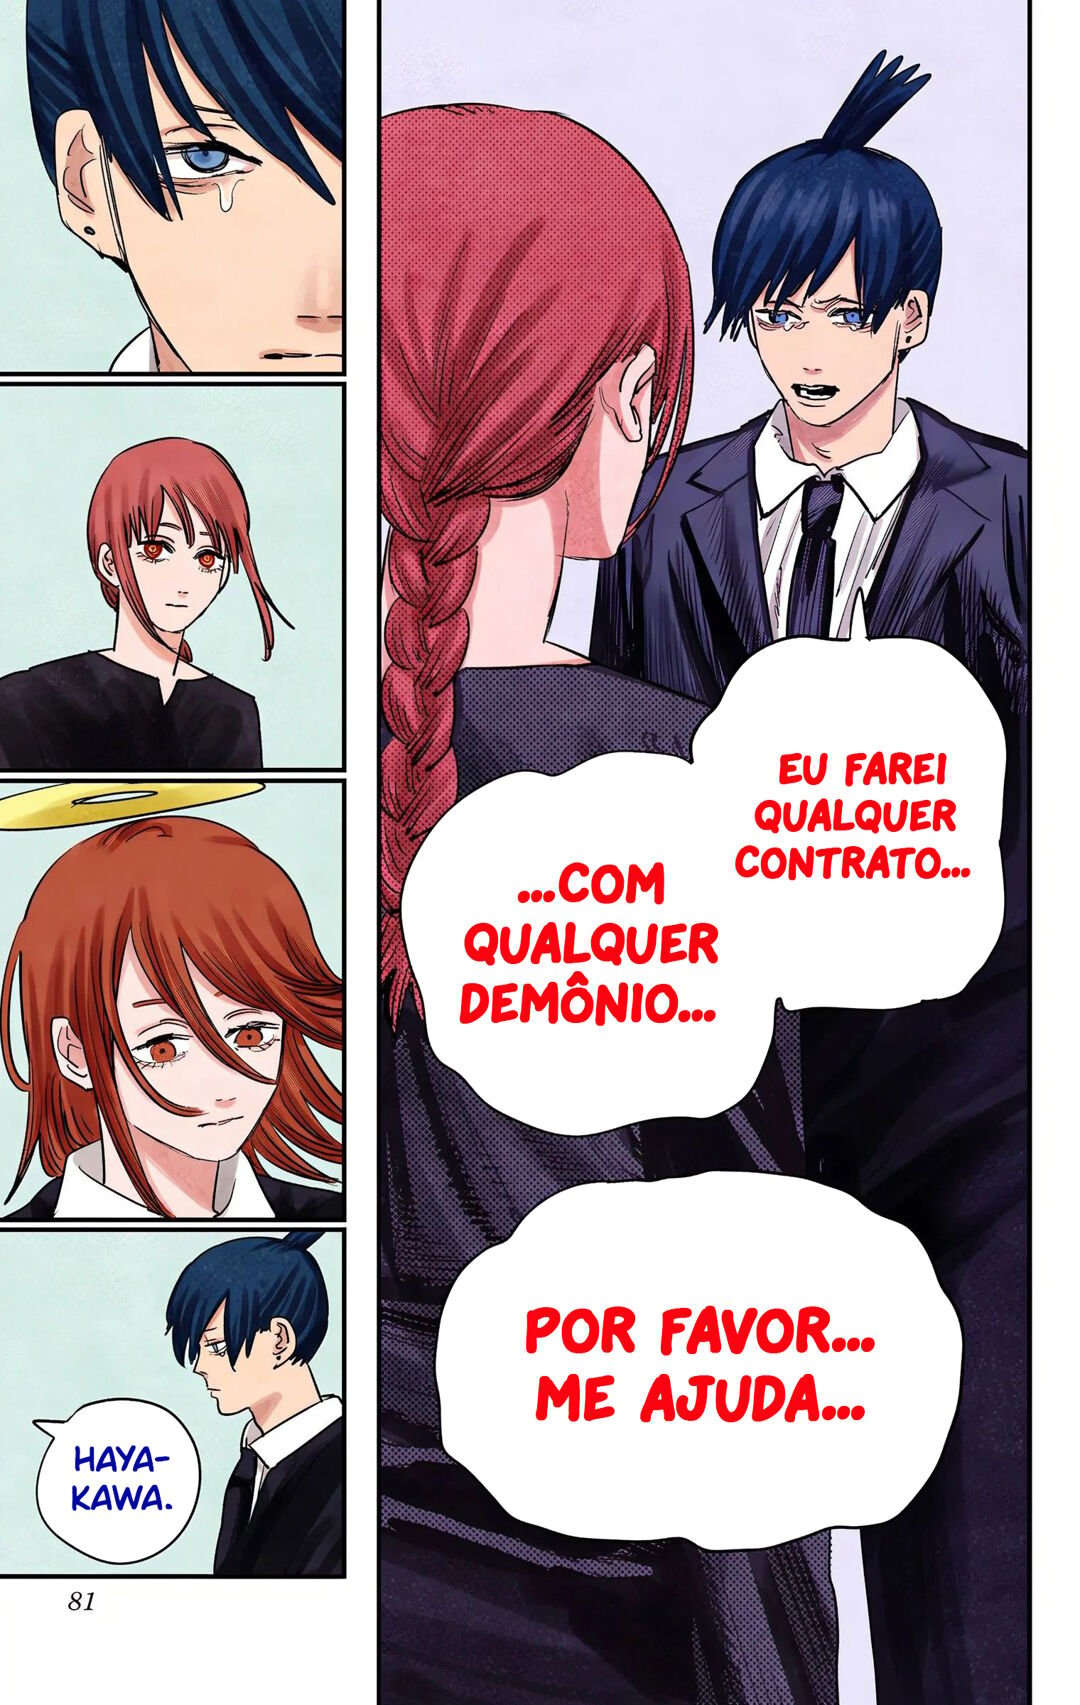 EU FAREI
QUALQUER
CONTRATO...
...COM
QUALQUER
DEMÔNIO...
POR FAVOR...
ME AJUDA...
HAYA-
KAWA.
81